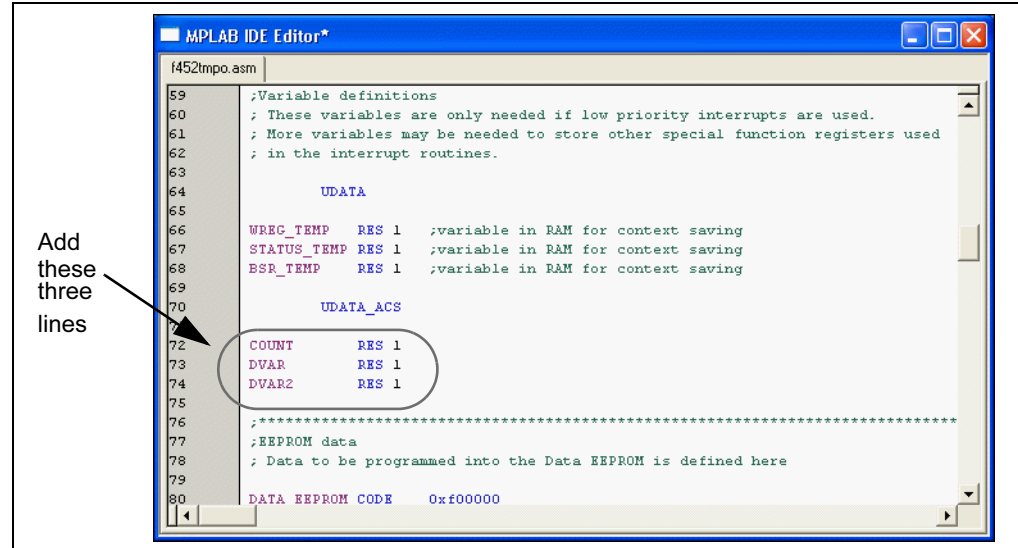 MPLAB IDE Editor*
f452tmpo.asm
59 ;Variable definitions
60 ; These variables are only needed if low priority interrupts are used.
61 ; More variables may be needed to store other special function registers used
62 ; in the interrupt routines.
63
64 UDATA
65
66 WREG_TEMP RES 1 ;variable in RAM for context saving
67 STATUS_TEMP RES 1 ;variable in RAM for context saving
68 BSR_TEMP RES 1 ;variable in RAM for context saving
69
70 UDATA_ACS
72 COUNT RES 1
73 DVAR RES 1
74 DVAR2 RES 1
75
76 ;******************************************************************************
77 ;EEPROM data
78 ; Data to be programmed into the Data EEPROM is defined here
79
80 DATA_EEPROM CODE 0xf00000
Add
these
three
lines